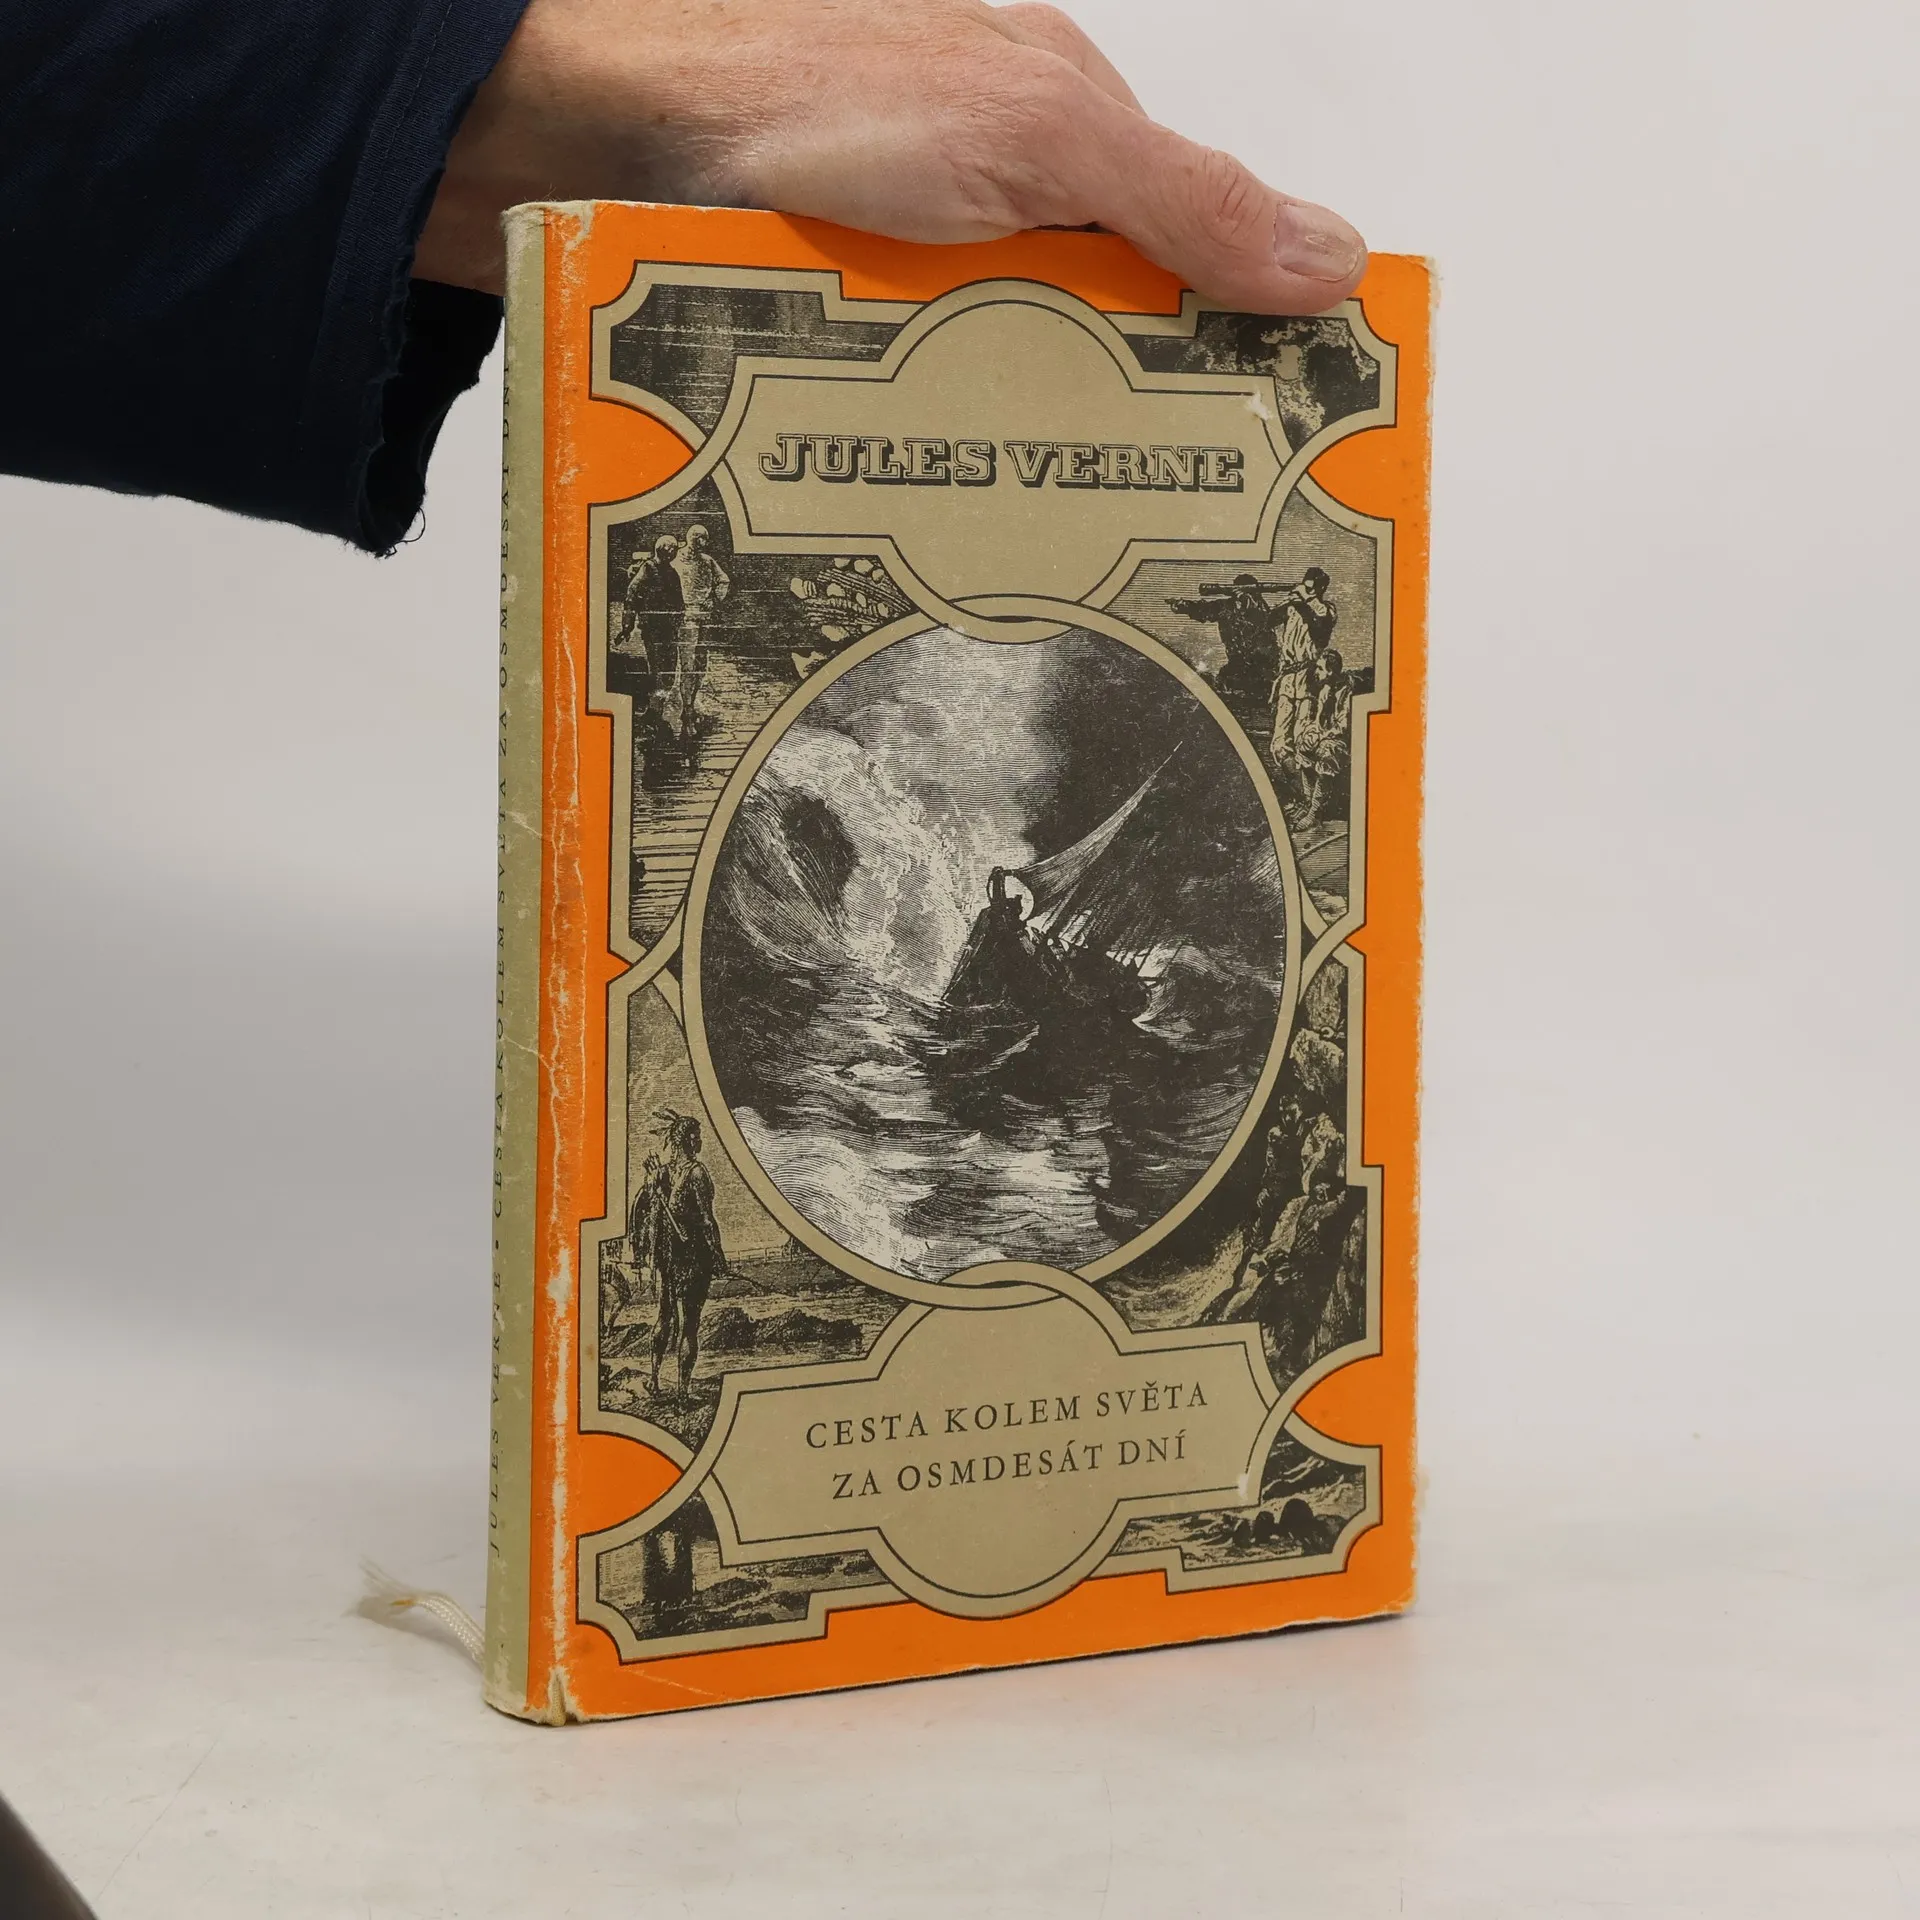 JULES VERNE
CESTA KOLEM SVĚTA
ZA OSMDESÁT DNÍ
JULES VERNE • CESTA KOLEM SVĚTA ZA OSMDESÁT DNÍ